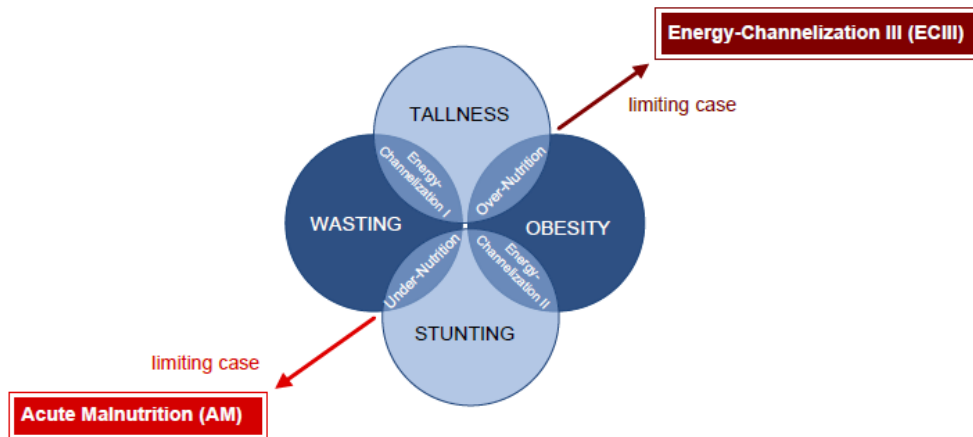 Energy-Channelization III (ECIII)
limiting case
TALLNESS
Energy-
Channelization I
Over-Nutrition
WASTING
OBESITY
Under-Nutrition
Energy-
Channelization II
STUNTING
limiting case
Acute Malnutrition (AM)